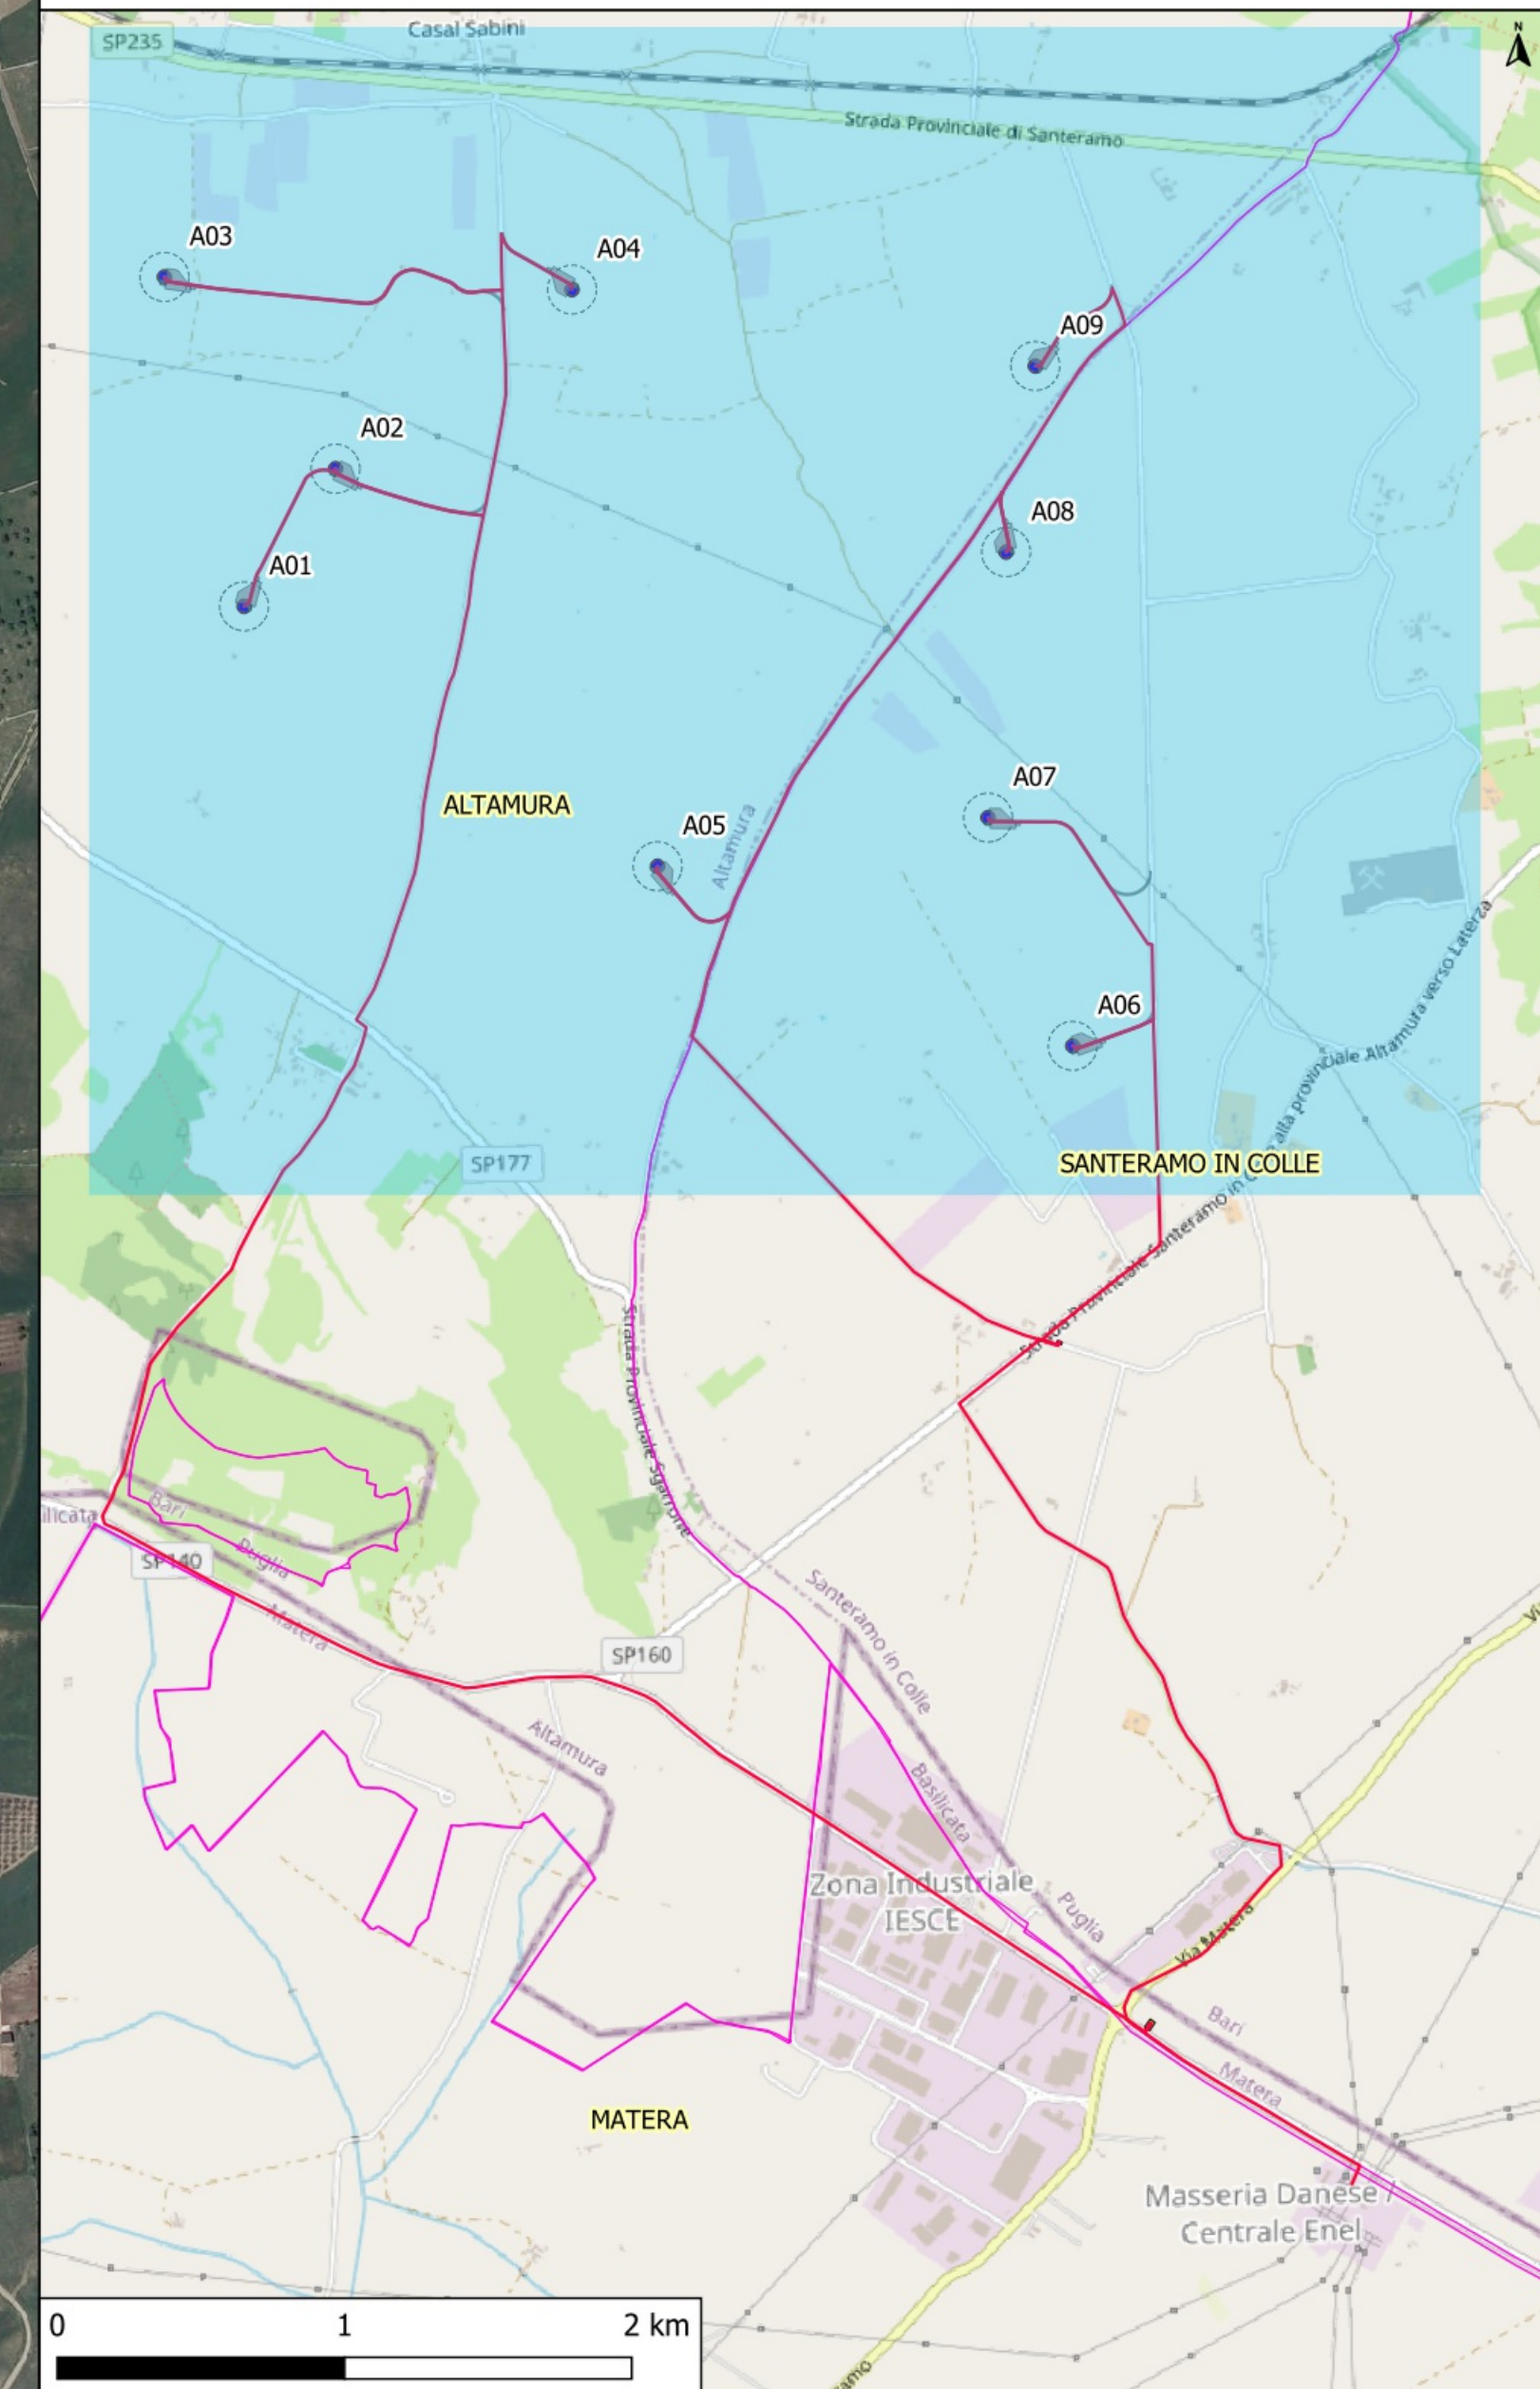 N
SP235
Casal Sabini
Strada Provinciale di Santeramo
A03
A04
A09
A02
A08
A01
A07
ALTAMURA
A05
Altamura
A06
alla provinciale Altamura verso Laterza
SP177
SANTERAMO IN COLLE
Strada Provinciale Santeramo in C
Strada Provinciale Sgarrone
Bari
ilicata
SP140
Puglia
Matera
Santeramo in Colle
SP160
Altamura
Basilicata
Zona Industriale
IESCE
Puglia
Via Matera
Bari
Matera
MATERA
Masseria Danese /
Centrale Enel
0 1 2 km
amo